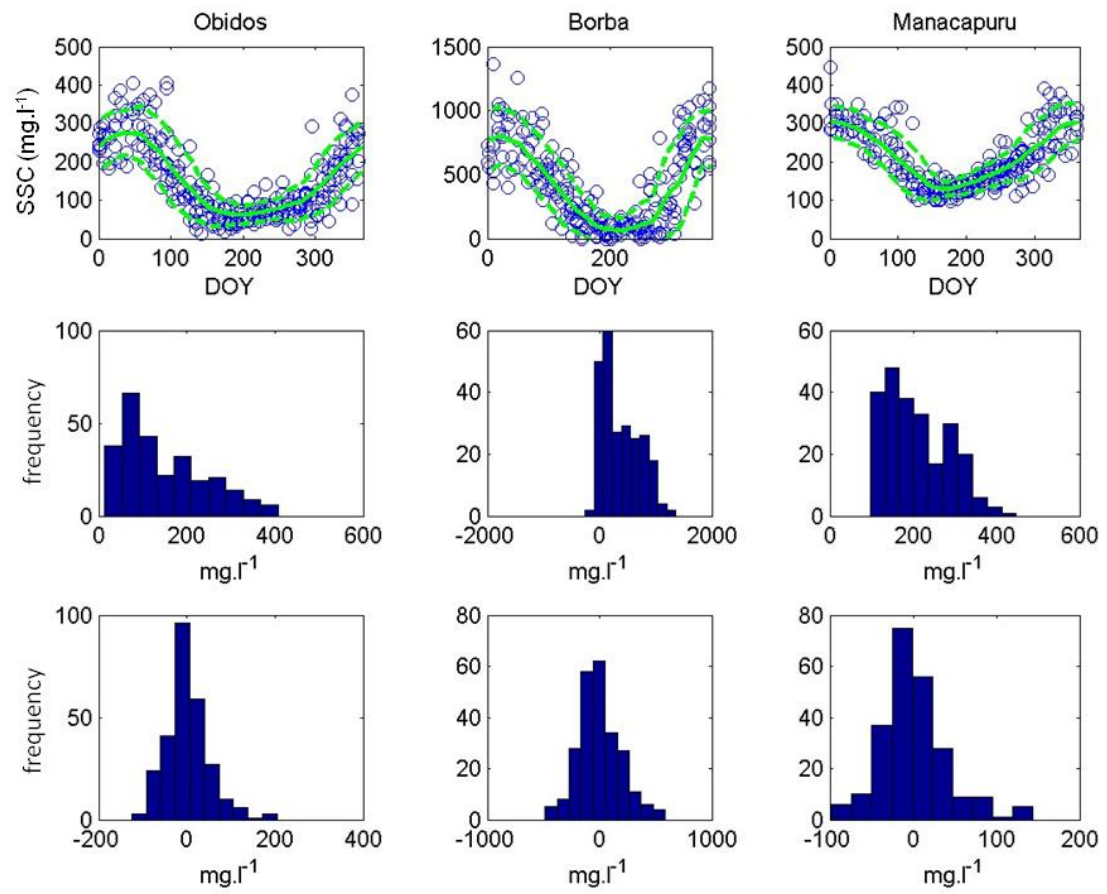 Obidos Borba Manacapuru
500 1500 500
400 400
300 1000 300
200 500 200
100 100
0 0 0
SSC (mg.l-1)
0 100 200 300 0 200 0 100 200 300
DOY DOY DOY
100 60 60
40 40
50
20 20
0 0 0
frequency
0 200 400 600 -2000 0 2000 0 200 400 600
mg.l-1 mg.l-1 mg.l-1
100 80 80
60 60
50 40 40
20 20
0 0 0
frequency
-200 0 200 400 -1000 0 1000 -100 0 100 200
mg.l-1 mg.l-1 mg.l-1